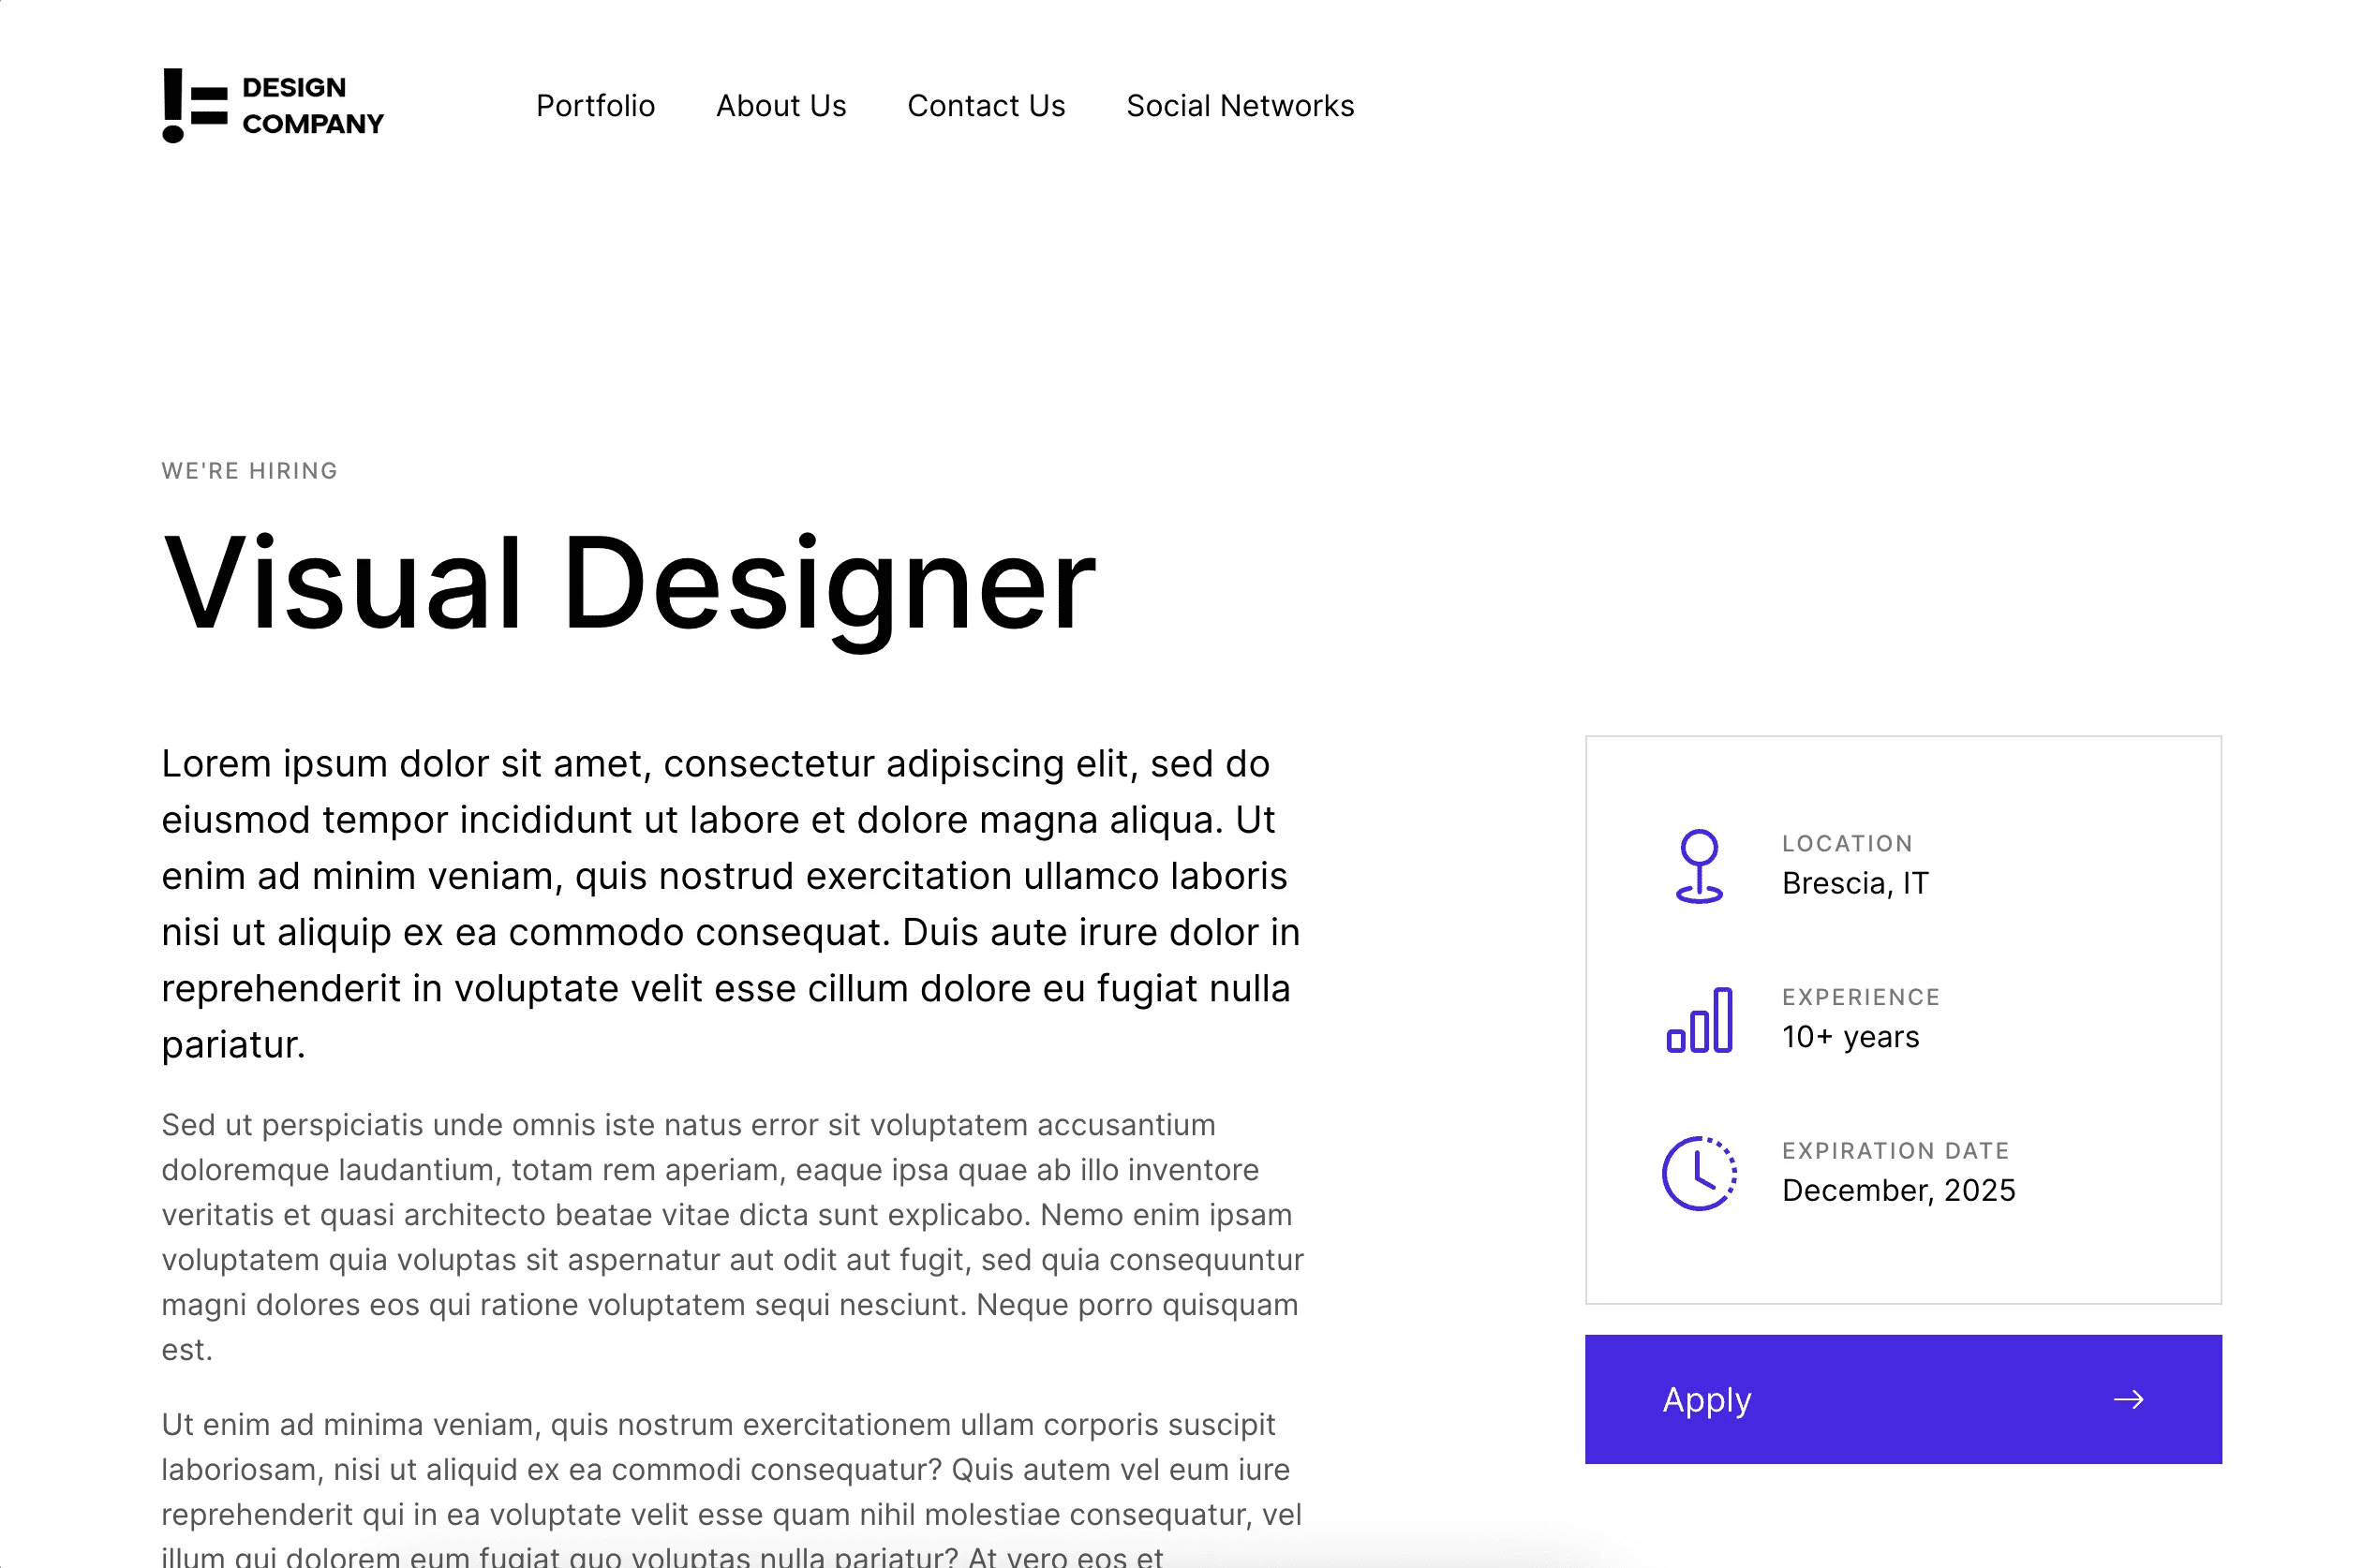 DESIGN
COMPANY
Portfolio
About Us
Contact Us
Social Networks
WE'RE HIRING
Visual Designer
Lorem ipsum dolor sit amet, consectetur adipiscing elit, sed do
eiusmod tempor incididunt ut labore et dolore magna aliqua. Ut
enim ad minim veniam, quis nostrud exercitation ullamco laboris
nisi ut aliquip ex ea commodo consequat. Duis aute irure dolor in
reprehenderit in voluptate velit esse cillum dolore eu fugiat nulla
pariatur.
Sed ut perspiciatis unde omnis iste natus error sit voluptatem accusantium
doloremque laudantium, totam rem aperiam, eaque ipsa quae ab illo inventore
veritatis et quasi architecto beatae vitae dicta sunt explicabo. Nemo enim ipsam
voluptatem quia voluptas sit aspernatur aut odit aut fugit, sed quia consequuntur
magni dolores eos qui ratione voluptatem sequi nesciunt. Neque porro quisquam
est.
Ut enim ad minima veniam, quis nostrum exercitationem ullam corporis suscipit
laboriosam, nisi ut aliquid ex ea commodi consequatur? Quis autem vel eum iure
reprehenderit qui in ea voluptate velit esse quam nihil molestiae consequatur, vel
illum qui dolorem eum fugiat quo voluptas nulla pariatur? At vero eos et
LOCATION
Brescia, IT
EXPERIENCE
10+ years
EXPIRATION DATE
December, 2025
Apply